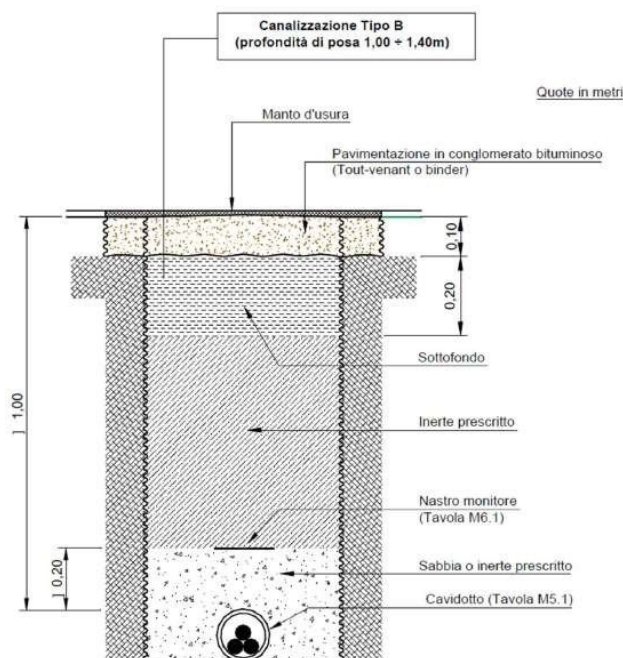 Canalizzazione Tipo B
(profondità di posa 1,00 ÷ 1,40m)
Quote in metri
Manto d'usura
Pavimentazione in conglomerato bituminoso
(Tout-venant o binder)
0,10
0,20
Sottofondo
] 1,00
Inerte prescritto
Nastro monitore
(Tavola M6.1)
] 0,20
Sabbia o inerte prescritto
Cavidotto (Tavola M5.1)